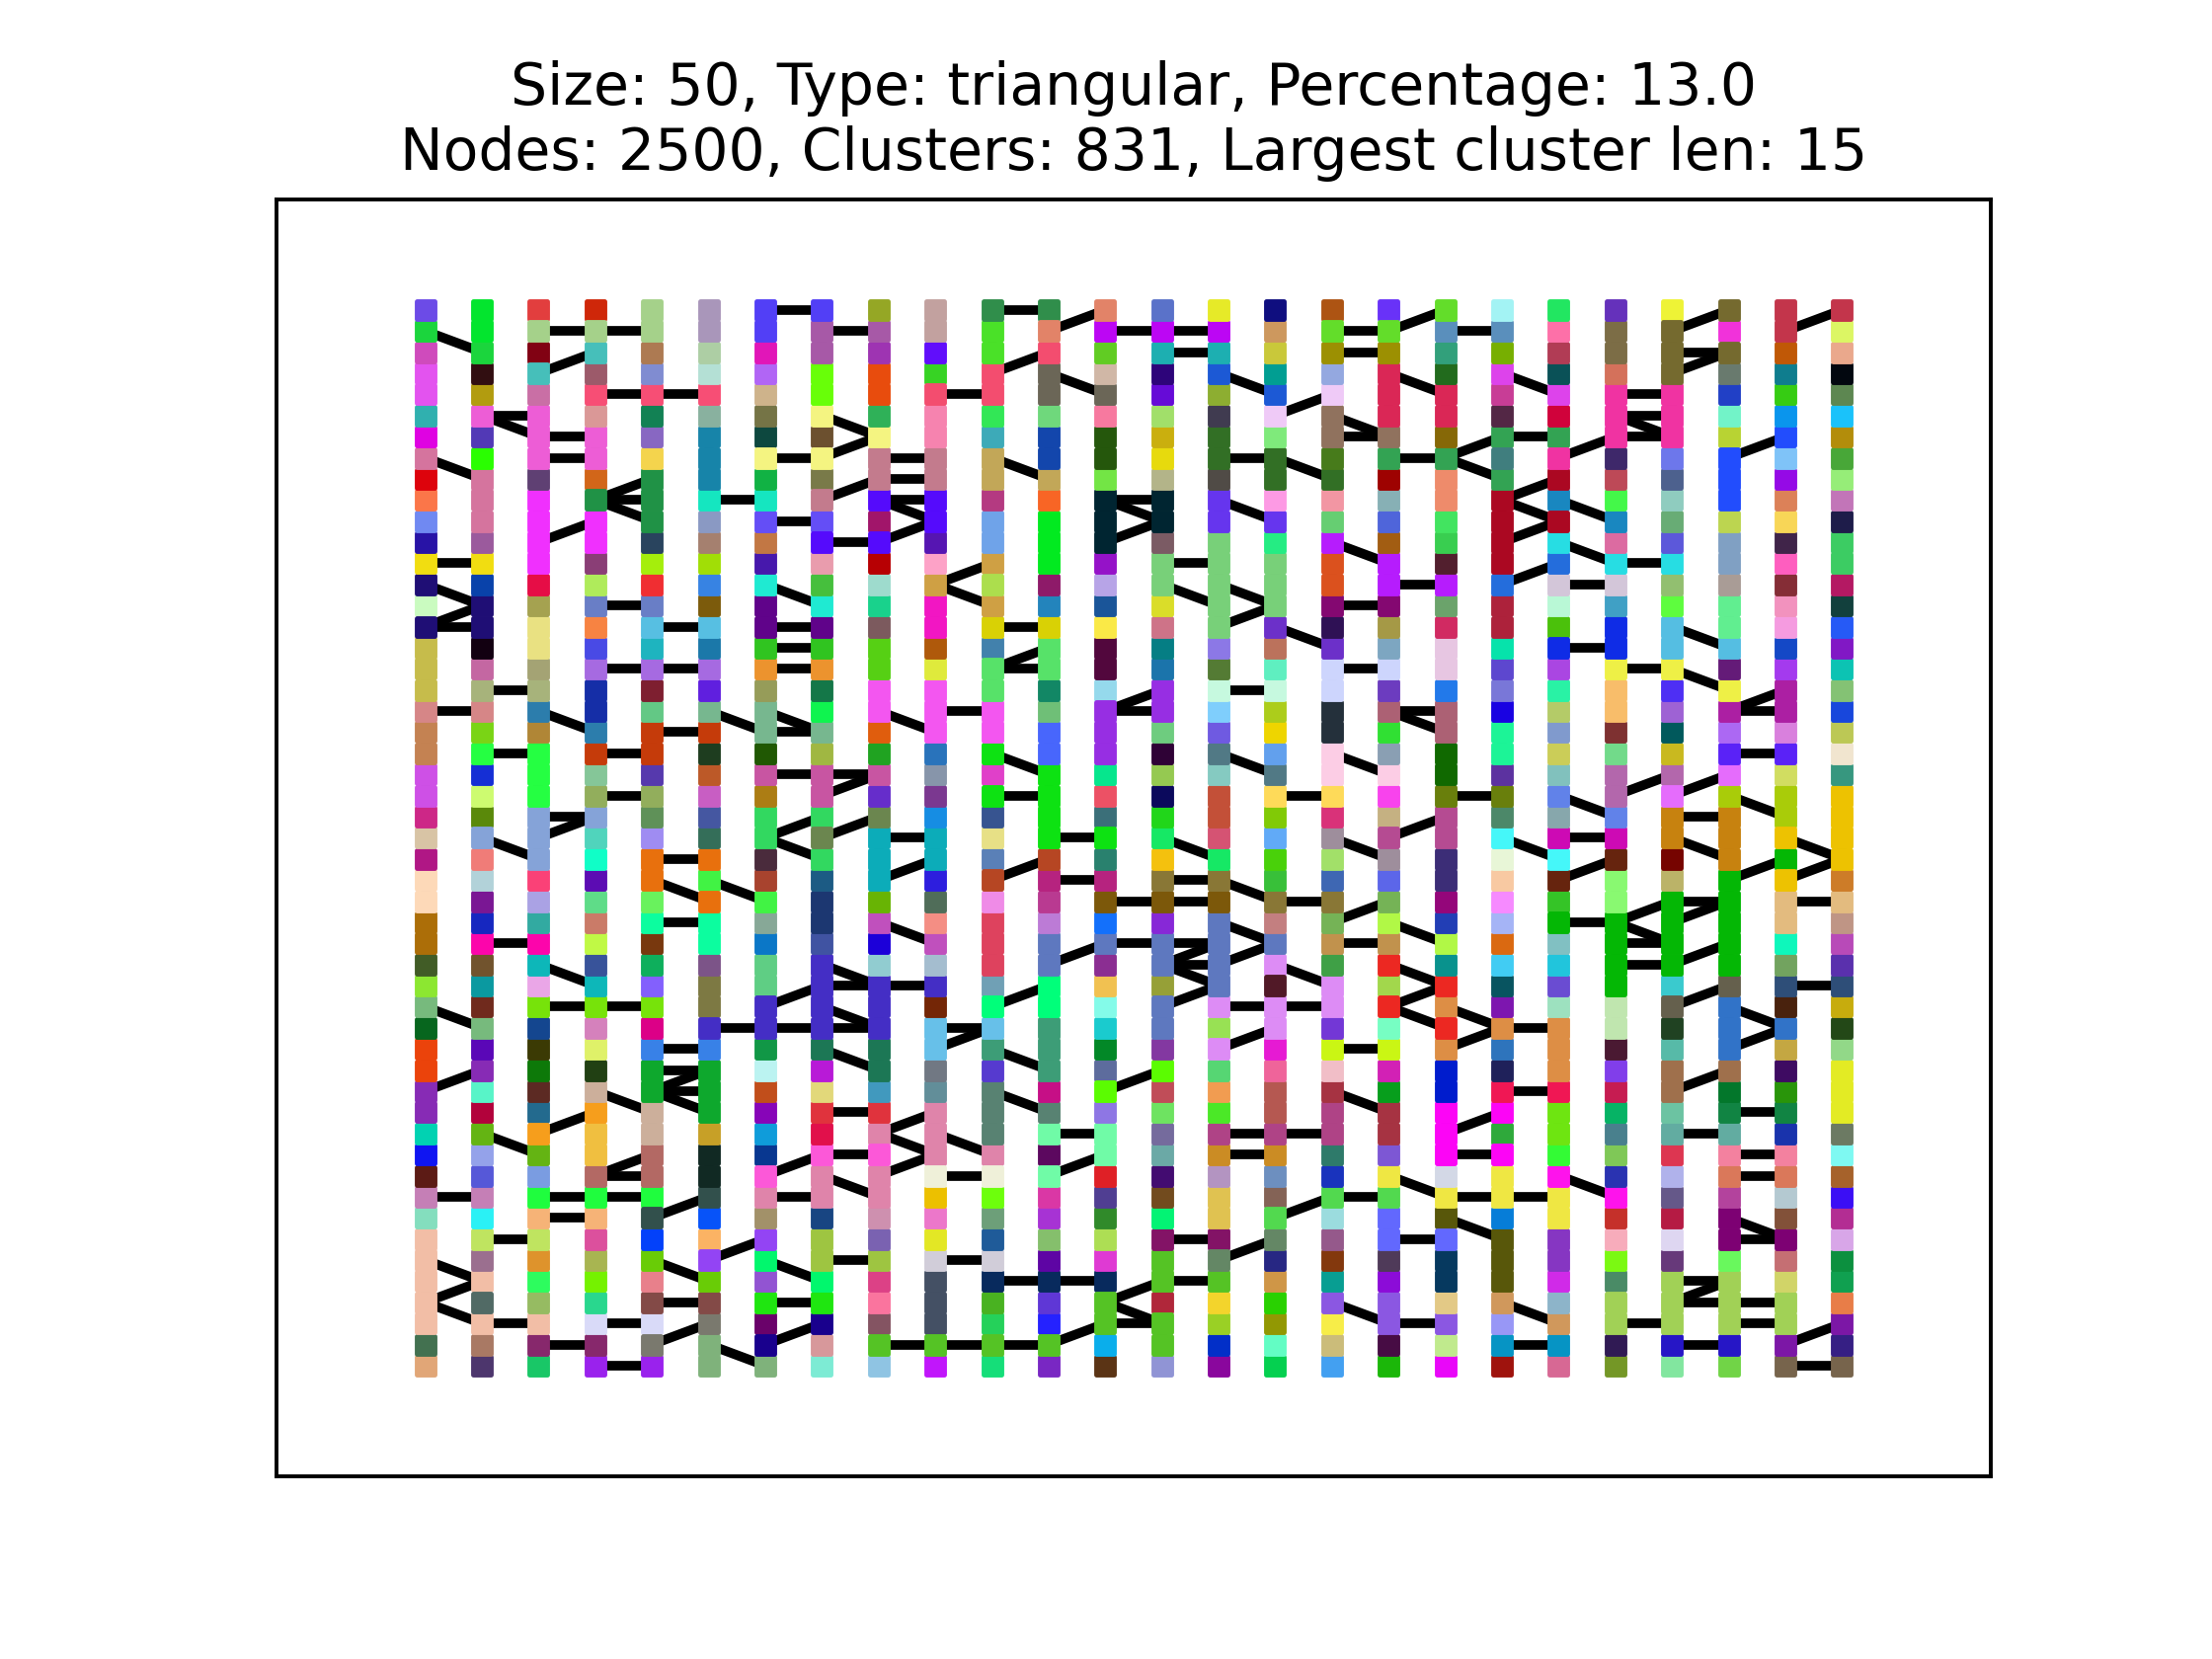 Size: 50, Type: triangular, Percentage: 13.0
Nodes: 2500, Clusters: 831, Largest cluster len: 15